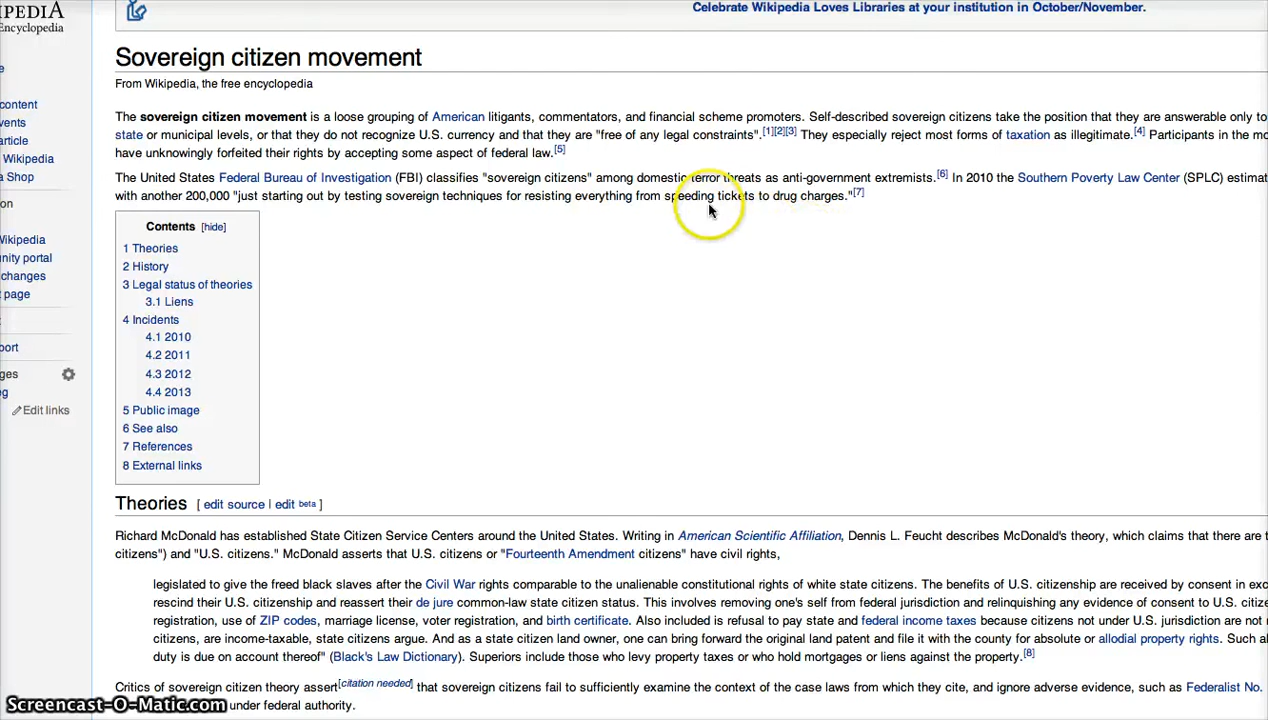 IPEDIA
Encyclopedia
Celebrate Wikipedia Loves Libraries at your institution in October/November.
Sovereign citizen movement
From Wikipedia, the free encyclopedia
e
content
vents
article
Wikipedia
a Shop
on
Wikipedia
unity portal
changes
t page
port
ges
g
Edit links
The sovereign citizen movement is a loose grouping of American litigants, commentators, and financial scheme promoters. Self-described sovereign citizens take the position that they are answerable only to
state or municipal levels, or that they do not recognize U.S. currency and that they are "free of any legal constraints".[1][2][3] They especially reject most forms of taxation as illegitimate.[4] Participants in the mo
have unknowingly forfeited their rights by accepting some aspect of federal law.[5]
The United States Federal Bureau of Investigation (FBI) classifies "sovereign citizens" among domestic terror threats as anti-government extremists.[6] In 2010 the Southern Poverty Law Center (SPLC) estimat
with another 200,000 "just starting out by testing sovereign techniques for resisting everything from speeding tickets to drug charges."[7]
Contents [hide]
1 Theories
2 History
3 Legal status of theories
3.1 Liens
4 Incidents
4.1 2010
4.2 2011
4.3 2012
4.4 2013
5 Public image
6 See also
7 References
8 External links
Theories [ edit source | edit beta ]
Richard McDonald has established State Citizen Service Centers around the United States. Writing in American Scientific Affiliation, Dennis L. Feucht describes McDonald's theory, which claims that there are t
citizens") and "U.S. citizens." McDonald asserts that U.S. citizens or "Fourteenth Amendment citizens" have civil rights,
legislated to give the freed black slaves after the Civil War rights comparable to the unalienable constitutional rights of white state citizens. The benefits of U.S. citizenship are received by consent in exc
rescind their U.S. citizenship and reassert their de jure common-law state citizen status. This involves removing one's self from federal jurisdiction and relinquishing any evidence of consent to U.S. citize
registration, use of ZIP codes, marriage license, voter registration, and birth certificate. Also included is refusal to pay state and federal income taxes because citizens not under U.S. jurisdiction are not r
citizens, are income-taxable, state citizens argue. And as a state citizen land owner, one can bring forward the original land patent and file it with the county for absolute or allodial property rights. Such al
duty is due on account thereof" (Black's Law Dictionary). Superiors include those who levy property taxes or who hold mortgages or liens against the property.[8]
Critics of sovereign citizen theory assert[citation needed] that sovereign citizens fail to sufficiently examine the context of the case laws from which they cite, and ignore adverse evidence, such as Federalist No.
under federal authority.
Screencast-O-Matic.com